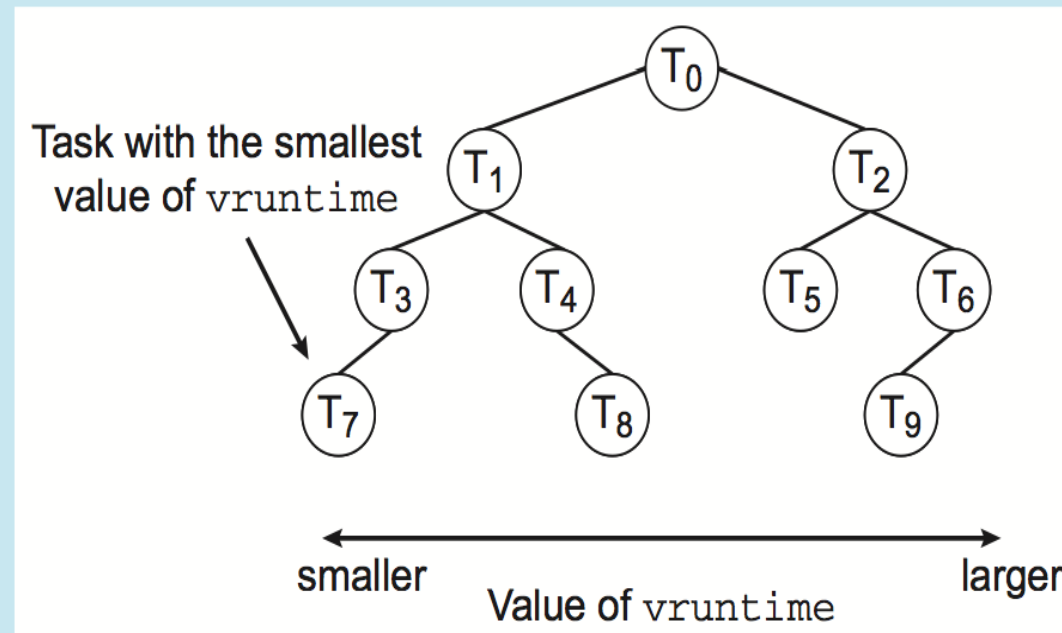 T0
Task with the smallest
value of vruntime
T1
T2
T3
T4
T5
T6
T7
T8
T9
smaller
larger
Value of vruntime